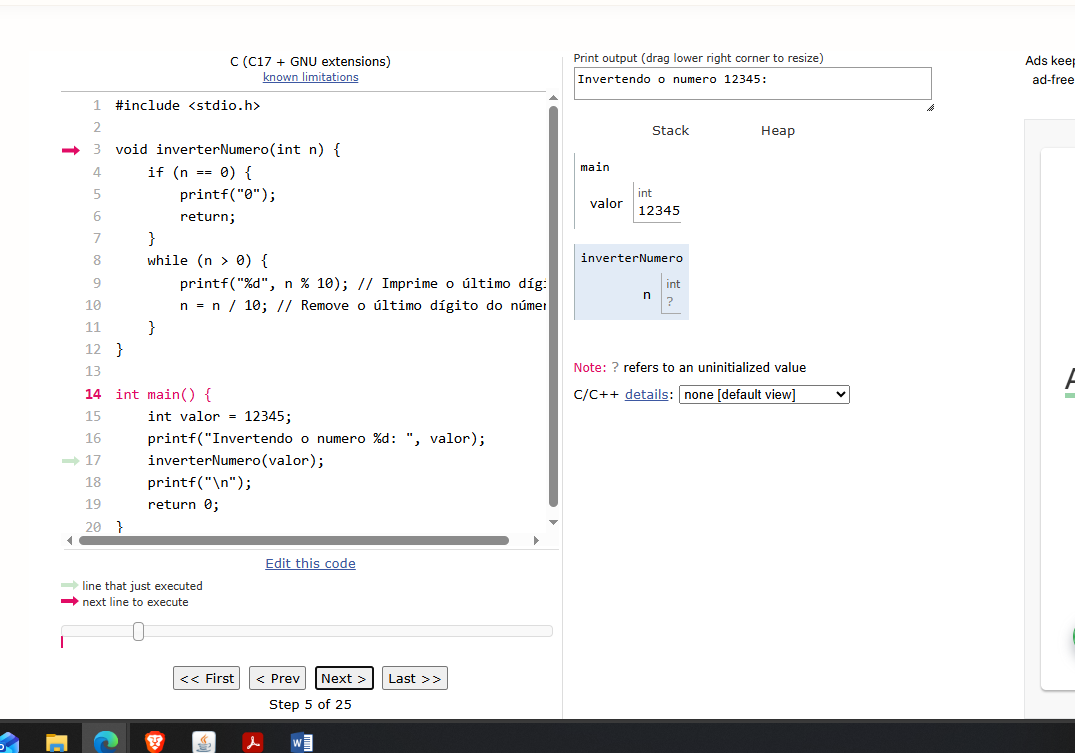 C (C17 + GNU extensions)
known limitations
1 #include <stdio.h>
2
3 void inverterNumero(int n) {
4     if (n == 0) {
5         printf("0");
6         return;
7     }
8     while (n > 0) {
9         printf("%d", n % 10); // Imprime o último díg
10         n = n / 10; // Remove o último dígito do númer
11     }
12 }
13
14 int main() {
15     int valor = 12345;
16     printf("Invertendo o numero %d: ", valor);
17     inverterNumero(valor);
18     printf("\n");
19     return 0;
20 }
Edit this code
line that just executed
next line to execute
<< First < Prev Next > Last >>
Step 5 of 25
Print output (drag lower right corner to resize)
Invertendo o numero 12345:
Stack Heap
main
valor int
12345
inverterNumero
n int
?
Note: ? refers to an uninitialized value
C/C++ details: none [default view]
Ads keep
ad-free
A